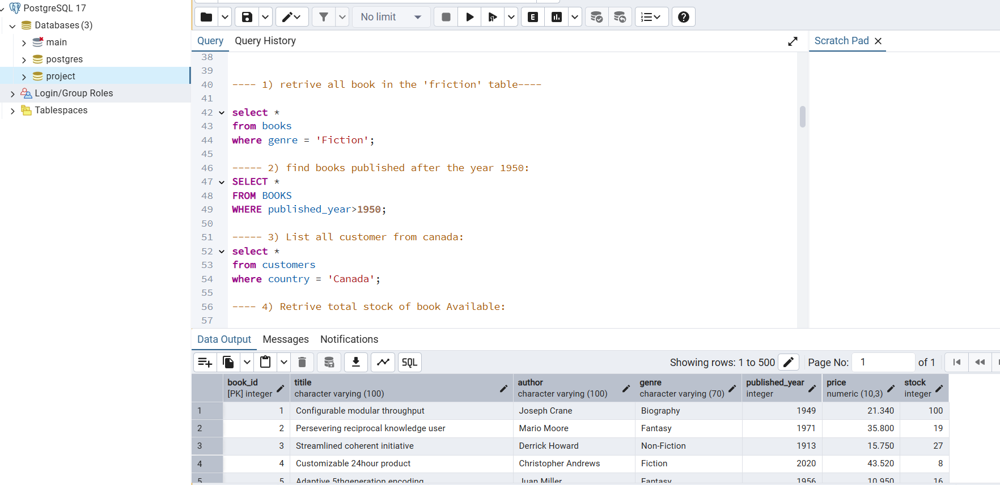 PostgreSQL 17
Databases (3)
main
postgres
project
Login/Group Roles
Tablespaces
No limit
E
Query
Query History
Scratch Pad
38
39
40 ---- 1) retrive all book in the 'friction' table----
41
42 select *
43 from books
44 where genre = 'Fiction';
45
46 ----- 2) find books published after the year 1950:
47 SELECT *
48 FROM BOOKS
49 WHERE published_year>1950;
50
51 ----- 3) List all customer from canada:
52 select *
53 from customers
54 where country = 'Canada';
55
56 ---- 4) Retrive total stock of book Available:
57
Data Output Messages Notifications
SQL Showing rows: 1 to 500 Page No: 1 of 1
book_id titile author genre published_year price stock
[PK] integer character varying (100) character varying (100) character varying (70) integer numeric (10,3) integer
1 1 Configurable modular throughput Joseph Crane Biography 1949 21.340 100
2 2 Persevering reciprocal knowledge user Mario Moore Fantasy 1971 35.800 19
3 3 Streamlined coherent initiative Derrick Howard Non-Fiction 1913 15.750 27
4 4 Customizable 24hour product Christopher Andrews Fiction 2020 43.520 8
5 5 Adaptive 5thgeneration encoding Juan Miller Fantasy 1956 10.950 16